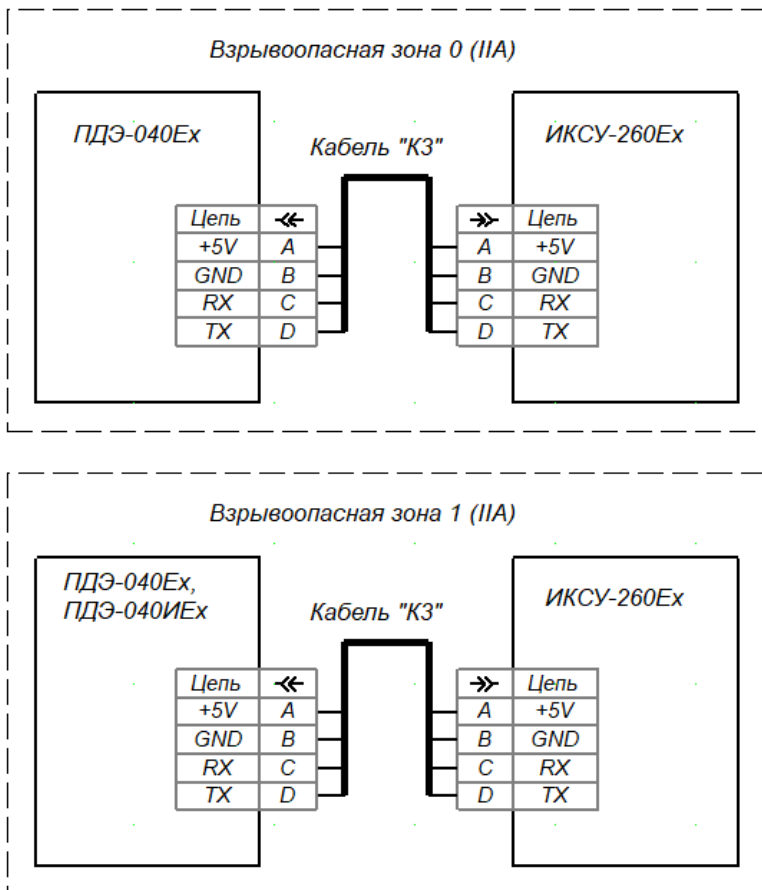 Взрывоопасная зона 0 (IIA)
ПДЭ-040Ex
Кабель "К3"
ИКСУ-260Ex
Цепь
+5V A
GND B
RX C
TX D
Цепь
A +5V
B GND
C RX
D TX
Взрывоопасная зона 1 (IIA)
ПДЭ-040Ex,
ПДЭ-040ИEx
Кабель "К3"
ИКСУ-260Ex
Цепь
+5V A
GND B
RX C
TX D
Цепь
A +5V
B GND
C RX
D TX